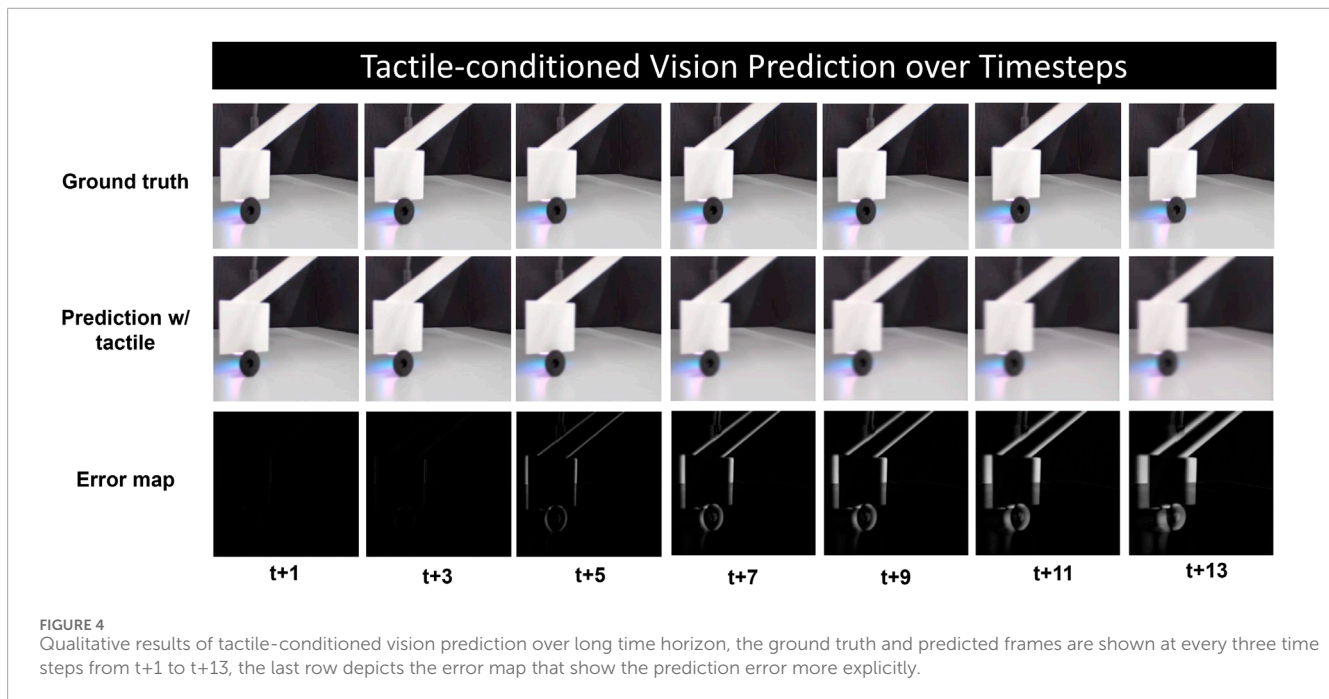 Tactile-conditioned Vision Prediction over Timesteps
Ground truth
Prediction w/
tactile
Error map
t+1 t+3 t+5 t+7 t+9 t+11 t+13
FIGURE 4
Qualitative results of tactile-conditioned vision prediction over long time horizon, the ground truth and predicted frames are shown at every three time
steps from t+1 to t+13, the last row depicts the error map that show the prediction error more explicitly.